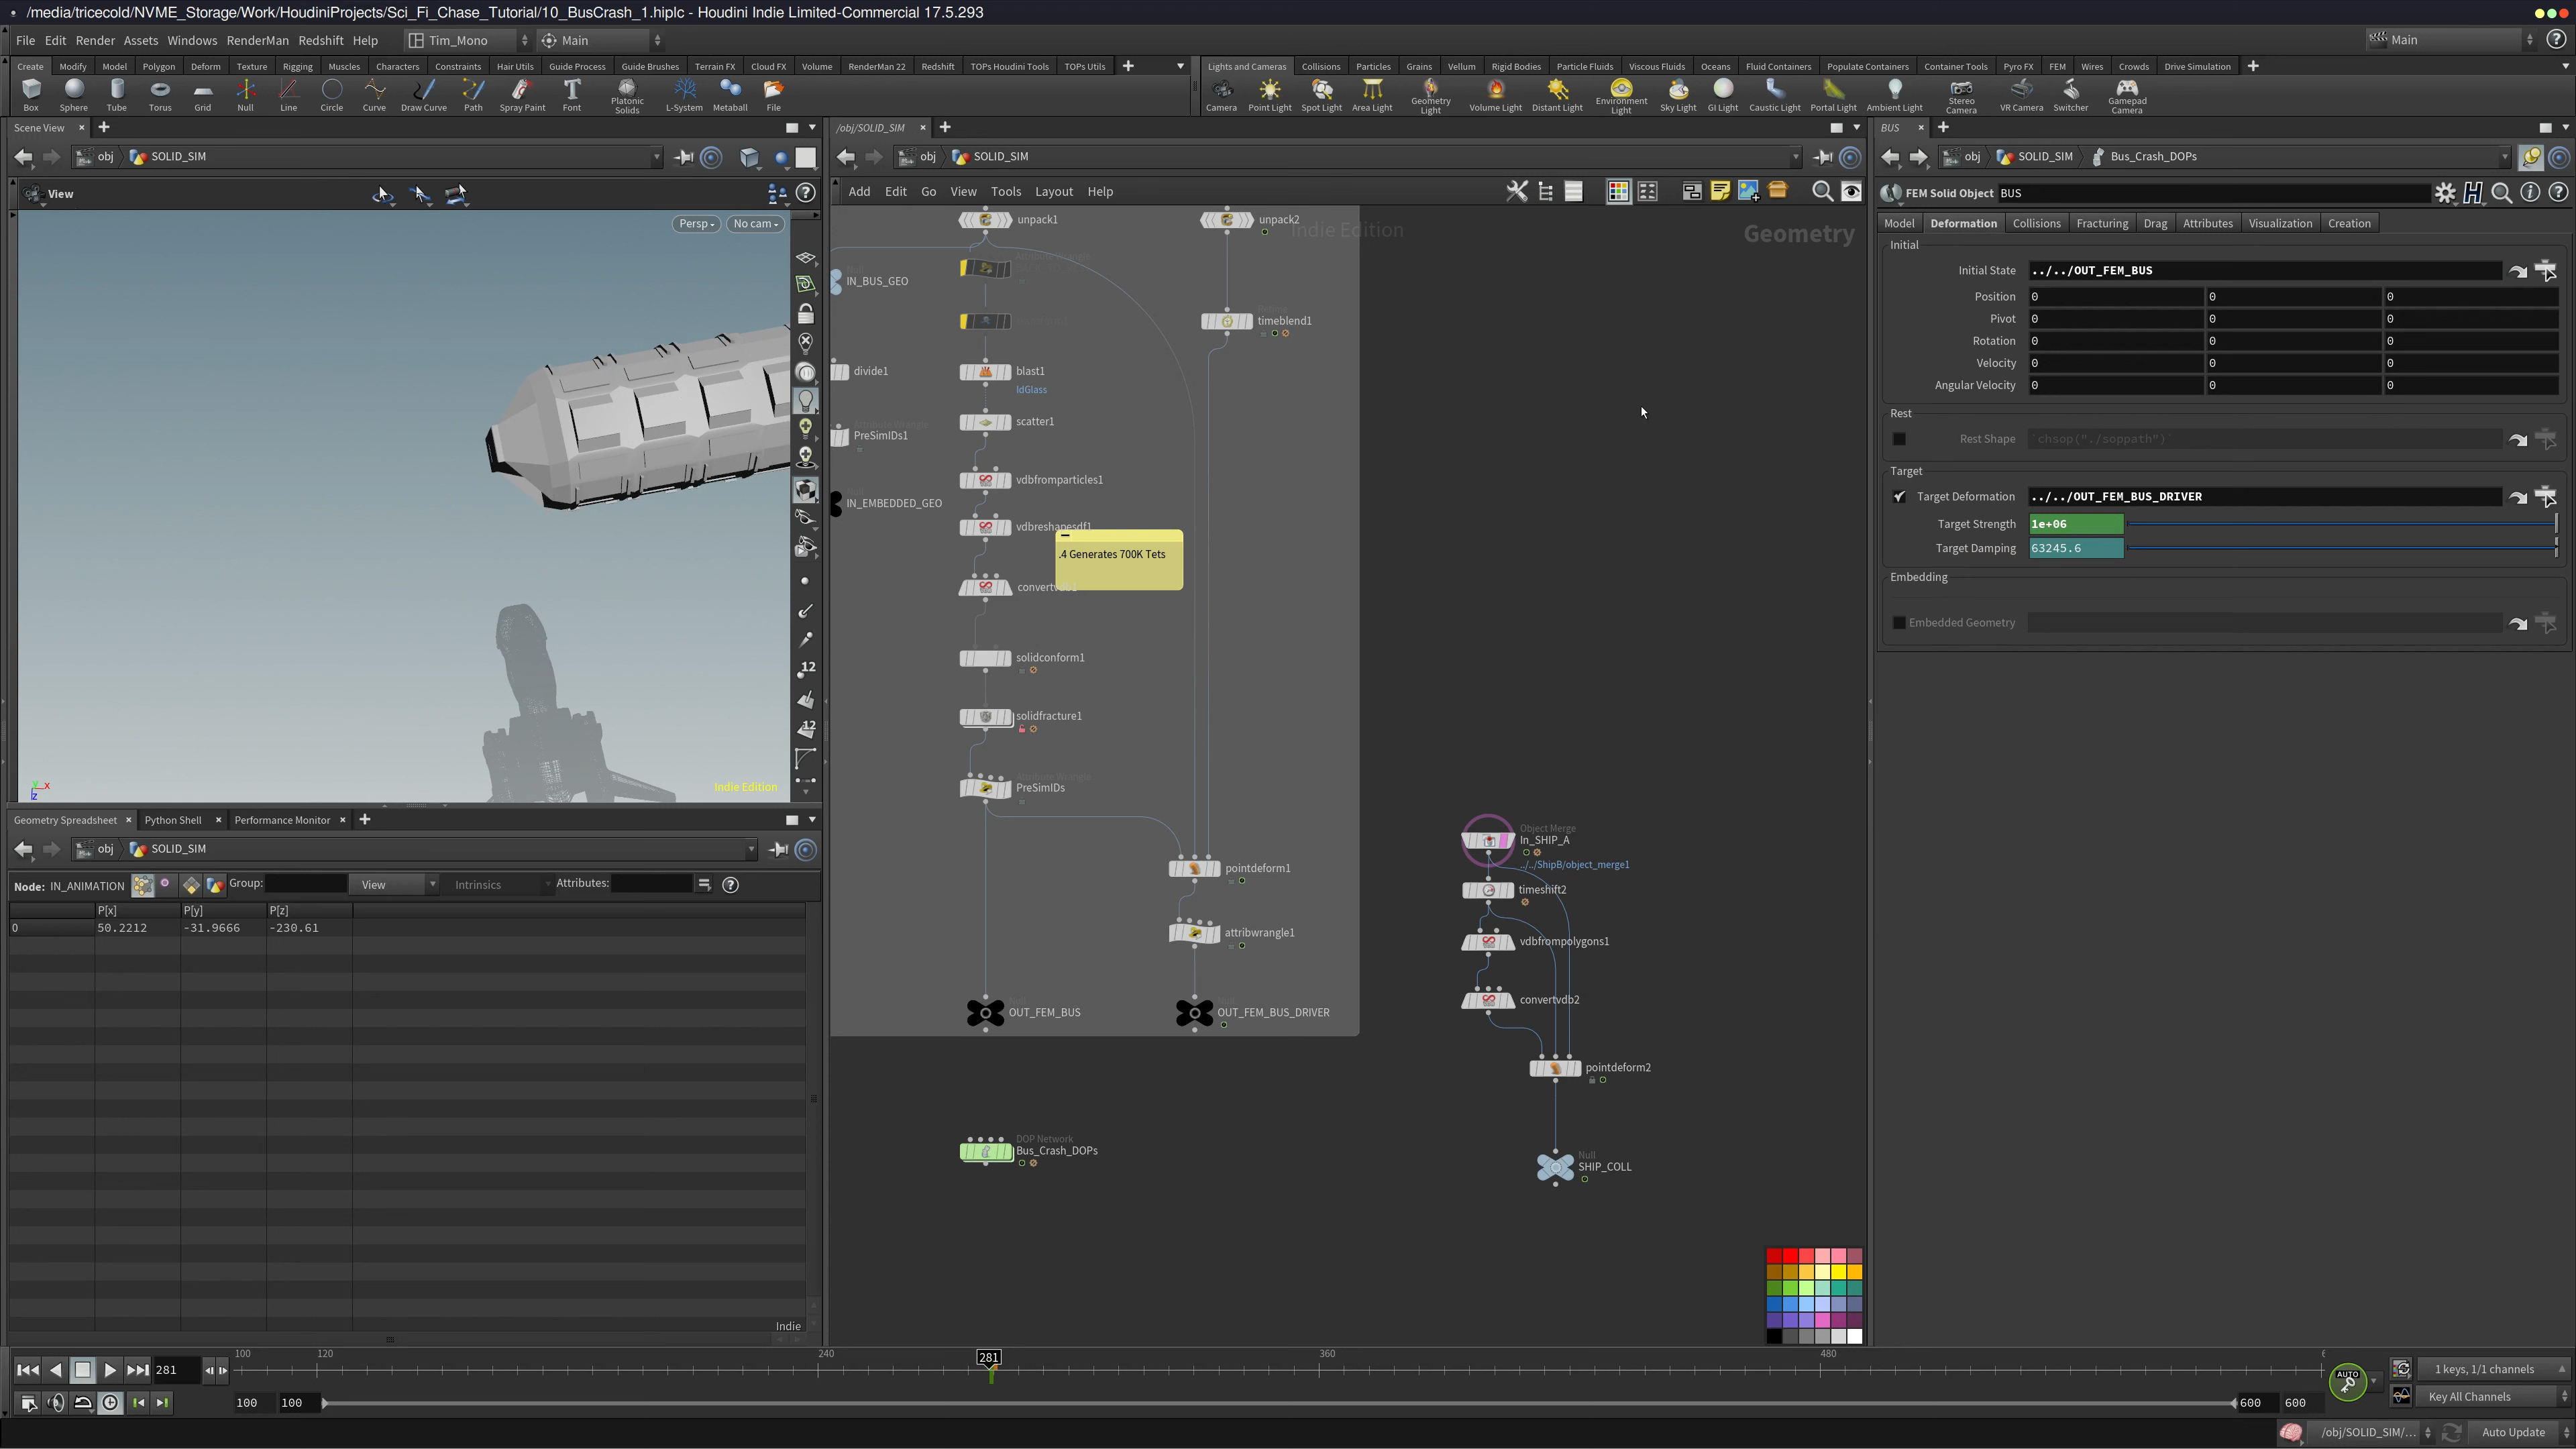 /media/tricecold/NVME_Storage/Work/HoudiniProjects/Sci_Fi_Chase_Tutorial/10_BusCrash_1.hiplc - Houdini Indie Limited-Commercial 17.5.293
File Edit Render Assets Windows RenderMan Redshift Help Tim_Mono Main Main
Create Modify Model Polygon Deform Texture Rigging Muscles Characters Constraints Hair Utils Guide Process Guide Brushes Terrain FX Cloud FX Volume RenderMan 22 Redshift TOPs Houdini Tools TOPs Utils
Lights and Cameras Collisions Particles Grains Vellum Rigid Bodies Particle Fluids Viscous Fluids Oceans Fluid Containers Populate Containers Container Tools Pyro FX FEM Wires Crowds Drive Simulation
Box Sphere Tube Torus Grid Null Line Circle Curve Draw Curve Path Spray Paint Font Platonic Solids L-System Metaball File
Camera Point Light Spot Light Area Light Geometry Light Volume Light Distant Light Environment Light Sky Light GI Light Caustic Light Portal Light Ambient Light Stereo Camera VR Camera Switcher Gamepad Camera
Scene View
obj SOLID_SIM
View
Persp No cam
12
12
Indie Edition
y x
z
/obj/SOLID_SIM
obj SOLID_SIM
Add Edit Go View Tools Layout Help
Indie Edition
Geometry
unpack1
unpack2
Null
IN_BUS_GEO
timeblend1
divide1
blast1
IdGlass
scatter1
Attribute Wrangle
PreSimIDs1
vdbfromparticles1
Null
IN_EMBEDDED_GEO
vdbreshapesdf1
.4 Generates 700K Tets
solidconform1
solidfracture1
Attribute Wrangle
PreSimIDs
pointdeform1
attribwrangle1
Null
OUT_FEM_BUS
Null
OUT_FEM_BUS_DRIVER
DOP Network
Bus_Crash_DOPs
Object Merge
In_SHIP_A
../../ShipB/object_merge1
timeshift2
vdbfrompolygons1
convertvdb2
pointdeform2
Null
SHIP_COLL
BUS
obj SOLID_SIM Bus_Crash_DOPs
FEM Solid Object BUS
Model Deformation Collisions Fracturing Drag Attributes Visualization Creation
Initial
Initial State ../../OUT_FEM_BUS
Position 0 0 0
Pivot 0 0 0
Rotation 0 0 0
Velocity 0 0 0
Angular Velocity 0 0 0
Rest
Rest Shape `chsop("./soppath")`
Target
Target Deformation ../../OUT_FEM_BUS_DRIVER
Target Strength 1e+06
Target Damping 63245.6
Embedding
Embedded Geometry
Geometry Spreadsheet Python Shell Performance Monitor
obj SOLID_SIM
Node: IN_ANIMATION Group: View Intrinsics Attributes:
P[x] P[y] P[z]
0 50.2212 -31.9666 -230.61
Indie
281
100 120 240 281 360 480
100 100 600 600
AUTO
1 keys, 1/1 channels
Key All Channels
/obj/SOLID_SIM/... Auto Update